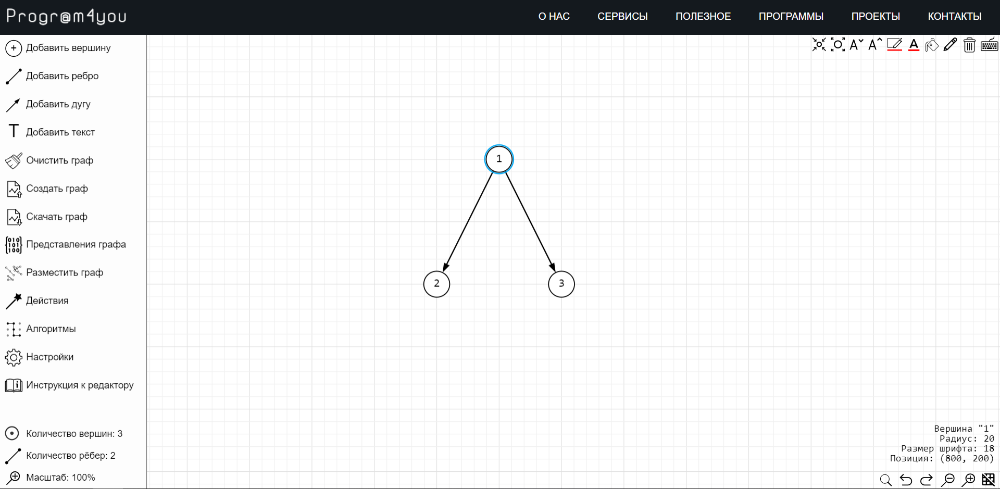 Progr@m4you
О НАС СЕРВИСЫ ПОЛЕЗНОЕ ПРОГРАММЫ ПРОЕКТЫ КОНТАКТЫ
Добавить вершину
Добавить ребро
Добавить дугу
Добавить текст
Очистить граф
Создать граф
Скачать граф
Представления графа
Разместить граф
Действия
Алгоритмы
Настройки
Инструкция к редактору
Количество вершин: 3
Количество рёбер: 2
Масштаб: 100%
1
2 3
Вершина "1"
Радиус: 20
Размер шрифта: 18
Позиция: (800, 200)